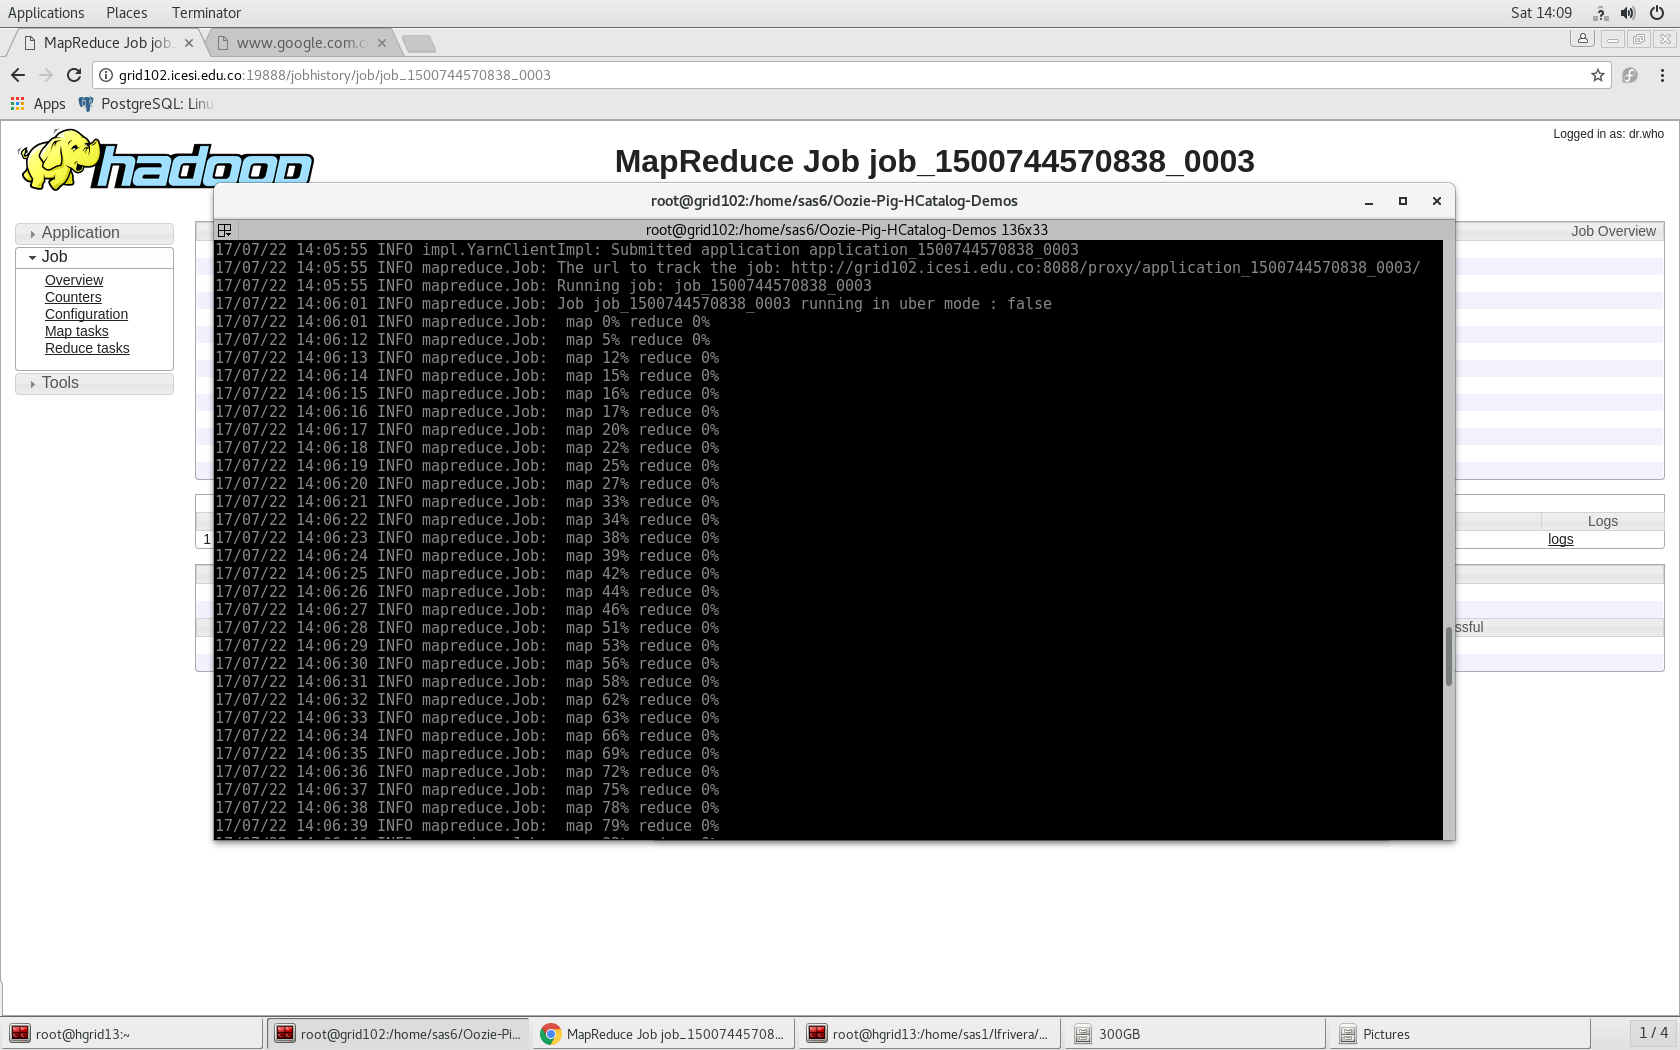 Applications Places Terminator Sat 14:09
MapReduce Job job_ www.google.com.c
grid102.icesi.edu.co:19888/jobhistory/job/job_1500744570838_0003
Apps PostgreSQL: Linu
Logged in as: dr.who
hadoop
MapReduce Job job_1500744570838_0003
Application
Job
Overview
Counters
Configuration
Map tasks
Reduce tasks
Tools
Job Overview
Logs
1
logs
ssful
root@grid102:/home/sas6/Oozie-Pig-HCatalog-Demos
root@grid102:/home/sas6/Oozie-Pig-HCatalog-Demos 136x33
17/07/22 14:05:55 INFO impl.YarnClientImpl: Submitted application application_1500744570838_0003
17/07/22 14:05:55 INFO mapreduce.Job: The url to track the job: http://grid102.icesi.edu.co:8088/proxy/application_1500744570838_0003/
17/07/22 14:05:55 INFO mapreduce.Job: Running job: job_1500744570838_0003
17/07/22 14:06:01 INFO mapreduce.Job: Job job_1500744570838_0003 running in uber mode : false
17/07/22 14:06:01 INFO mapreduce.Job:  map 0% reduce 0%
17/07/22 14:06:12 INFO mapreduce.Job:  map 5% reduce 0%
17/07/22 14:06:13 INFO mapreduce.Job:  map 12% reduce 0%
17/07/22 14:06:14 INFO mapreduce.Job:  map 15% reduce 0%
17/07/22 14:06:15 INFO mapreduce.Job:  map 16% reduce 0%
17/07/22 14:06:16 INFO mapreduce.Job:  map 17% reduce 0%
17/07/22 14:06:17 INFO mapreduce.Job:  map 20% reduce 0%
17/07/22 14:06:18 INFO mapreduce.Job:  map 22% reduce 0%
17/07/22 14:06:19 INFO mapreduce.Job:  map 25% reduce 0%
17/07/22 14:06:20 INFO mapreduce.Job:  map 27% reduce 0%
17/07/22 14:06:21 INFO mapreduce.Job:  map 33% reduce 0%
17/07/22 14:06:22 INFO mapreduce.Job:  map 34% reduce 0%
17/07/22 14:06:23 INFO mapreduce.Job:  map 38% reduce 0%
17/07/22 14:06:24 INFO mapreduce.Job:  map 39% reduce 0%
17/07/22 14:06:25 INFO mapreduce.Job:  map 42% reduce 0%
17/07/22 14:06:26 INFO mapreduce.Job:  map 44% reduce 0%
17/07/22 14:06:27 INFO mapreduce.Job:  map 46% reduce 0%
17/07/22 14:06:28 INFO mapreduce.Job:  map 51% reduce 0%
17/07/22 14:06:29 INFO mapreduce.Job:  map 53% reduce 0%
17/07/22 14:06:30 INFO mapreduce.Job:  map 56% reduce 0%
17/07/22 14:06:31 INFO mapreduce.Job:  map 58% reduce 0%
17/07/22 14:06:32 INFO mapreduce.Job:  map 62% reduce 0%
17/07/22 14:06:33 INFO mapreduce.Job:  map 63% reduce 0%
17/07/22 14:06:34 INFO mapreduce.Job:  map 66% reduce 0%
17/07/22 14:06:35 INFO mapreduce.Job:  map 69% reduce 0%
17/07/22 14:06:36 INFO mapreduce.Job:  map 72% reduce 0%
17/07/22 14:06:37 INFO mapreduce.Job:  map 75% reduce 0%
17/07/22 14:06:38 INFO mapreduce.Job:  map 78% reduce 0%
17/07/22 14:06:39 INFO mapreduce.Job:  map 79% reduce 0%
root@hgrid13:~ root@grid102:/home/sas6/Oozie-Pi... MapReduce Job job_15007445708... root@hgrid13:/home/sas1/lfrivera/... 300GB Pictures 1 / 4